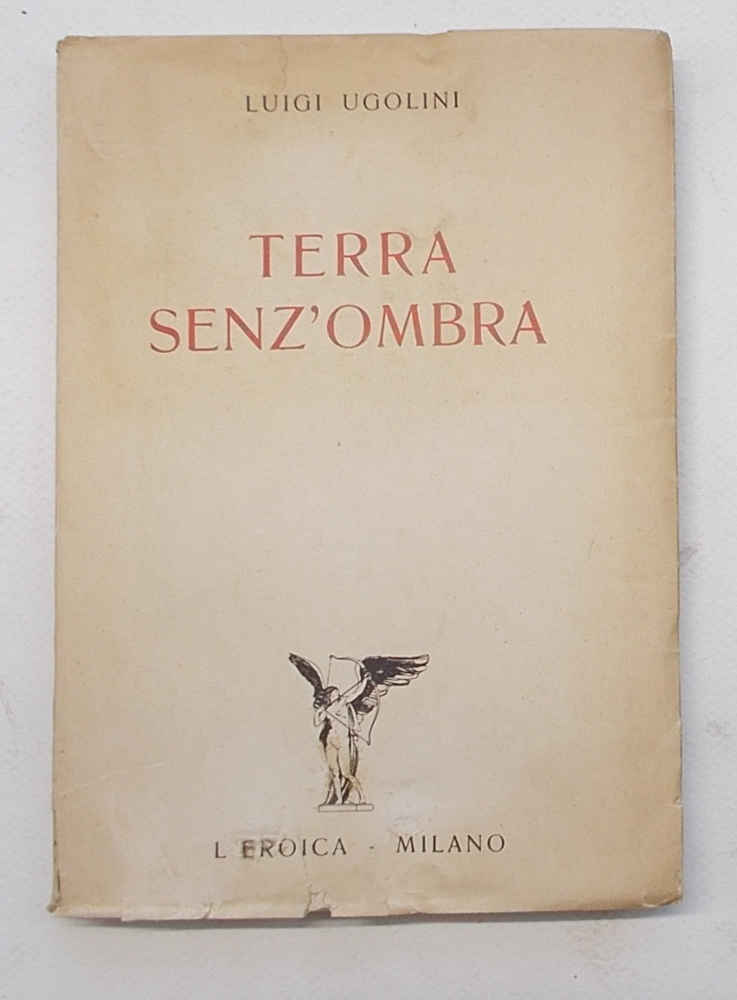 LUIGI UGOLINI
TERRA
SENZ'OMBRA
L EROICA - MILANO